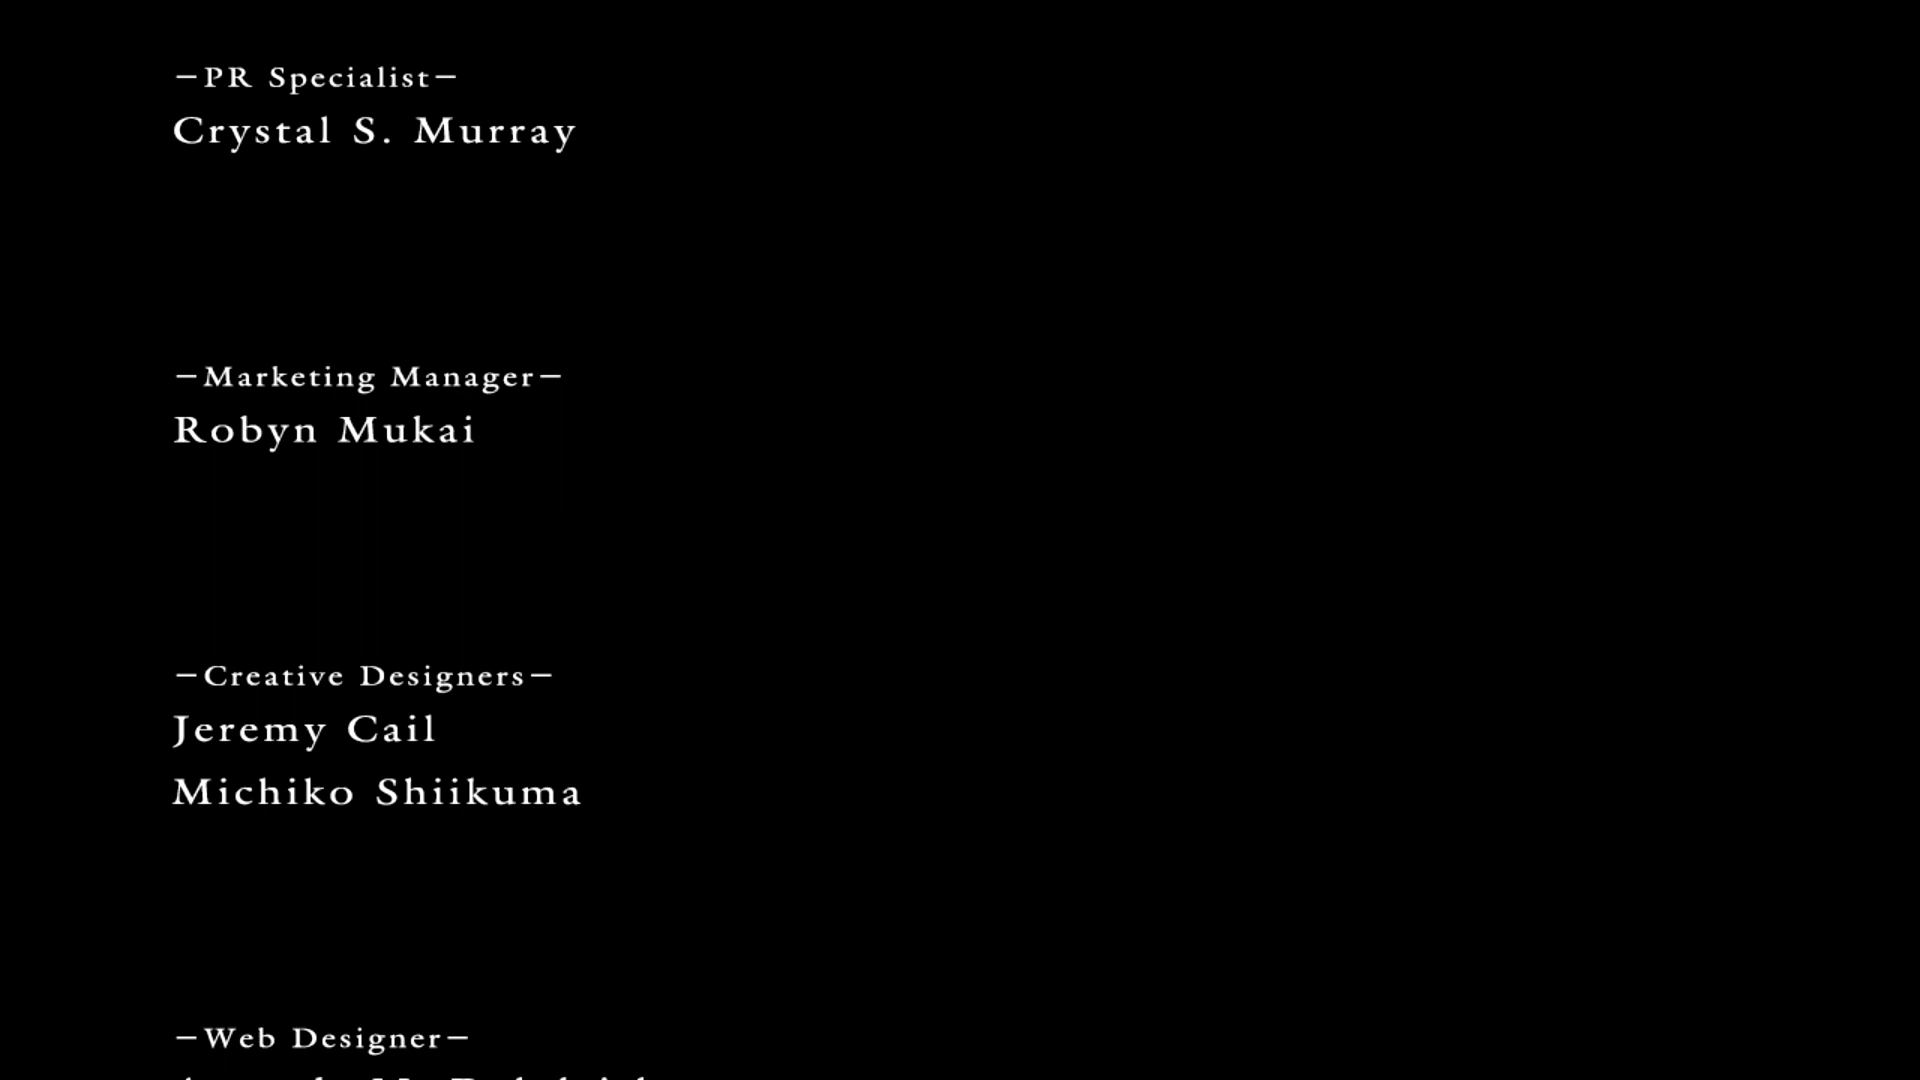 —PR Specialist—
Crystal S. Murray
—Marketing Manager—
Robyn Mukai
—Creative Designers—
Jeremy Cail
Michiko Shiikuma
—Web Designer—